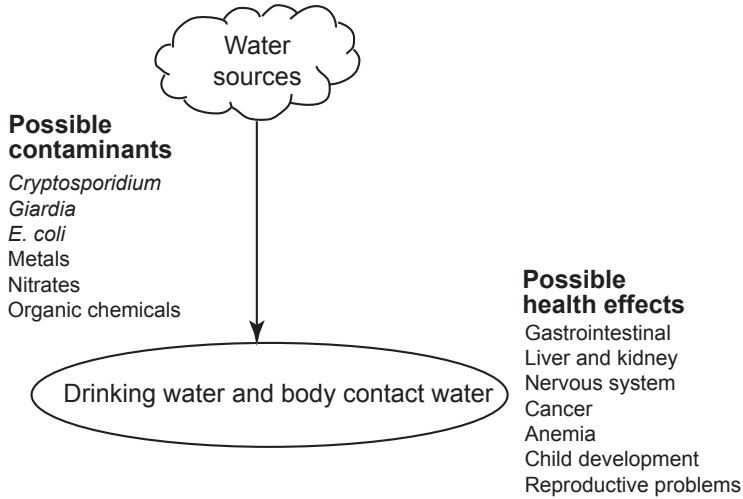 Water
sources
Possible
contaminants
Cryptosporidium
Giardia
E. coli
Metals
Nitrates
Organic chemicals
Drinking water and body contact water
Possible
health effects
Gastrointestinal
Liver and kidney
Nervous system
Cancer
Anemia
Child development
Reproductive problems